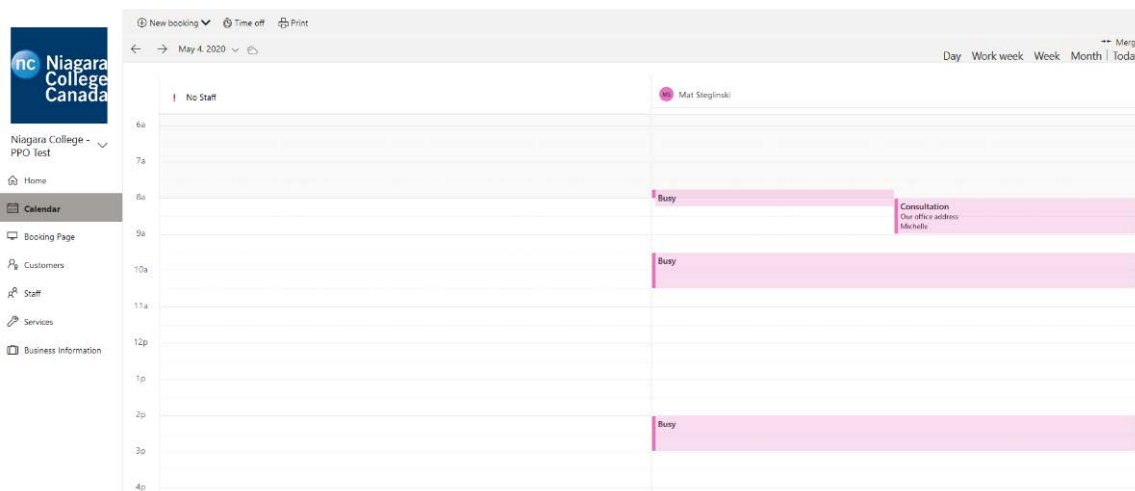 New booking Time off Print
nc Niagara
College
Canada
May 4, 2020
Merg
Day Work week Week Month Toda
! No Staff
MS Mat Steglinski
Niagara College -
PPO Test
Home
Calendar
Booking Page
Customers
Staff
Services
Business Information
6a
7a
8a
9a
10a
11a
12p
1p
2p
3p
4p
Busy
Consultation
Our office address
Michelle
Busy
Busy